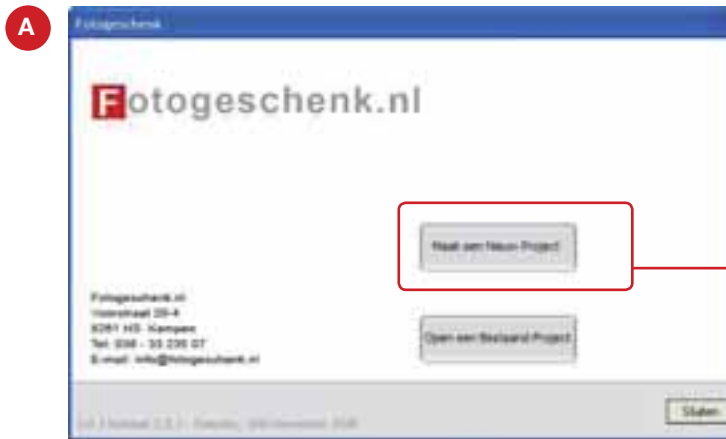 A
Fotogeschenk
Fotogeschenk.nl
Maak een Nieuw Project
Fotogeschenk.nl
20-4
8261 HS Kampen
Tel: 038 - 33 235 07
E-mail: info@fotogeschenk.nl
Open een Bestaand Project
Sluiten